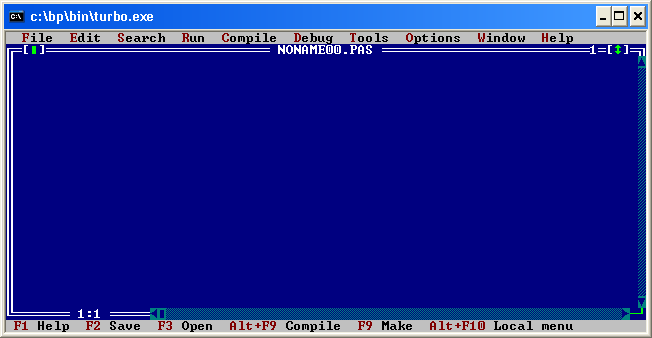 c:\bp\bin\turbo.exe
File Edit Search Run Compile Debug Tools Options Window Help
NONAME00.PAS 1
1:1
F1 Help F2 Save F3 Open Alt+F9 Compile F9 Make Alt+F10 Local menu